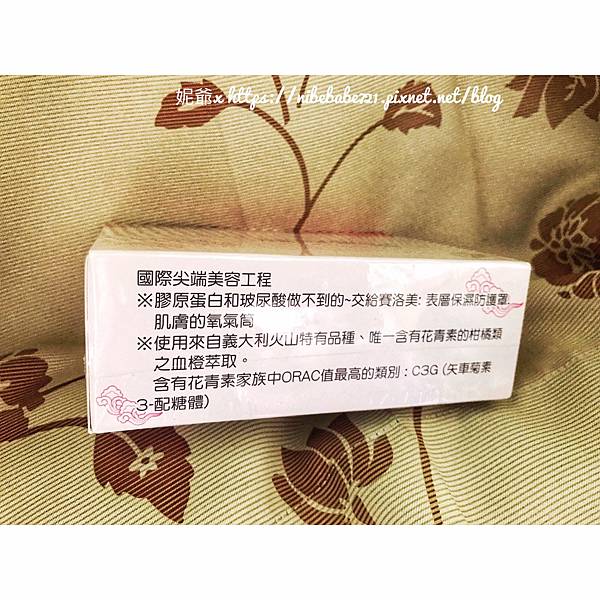 妮爺x https://nibebabe721.pixnet.net/blog
國際尖端美容工程
※膠原蛋白和玻尿酸做不到的~交給賽洛美: 表層保濕防護罩
肌膚的氧氣筒
※使用來自義大利火山特有品種、唯一含有花青素的柑橘類
之血橙萃取。
含有花青素家族中ORAC值最高的類別：C3G (矢車菊素
3-配糖體)